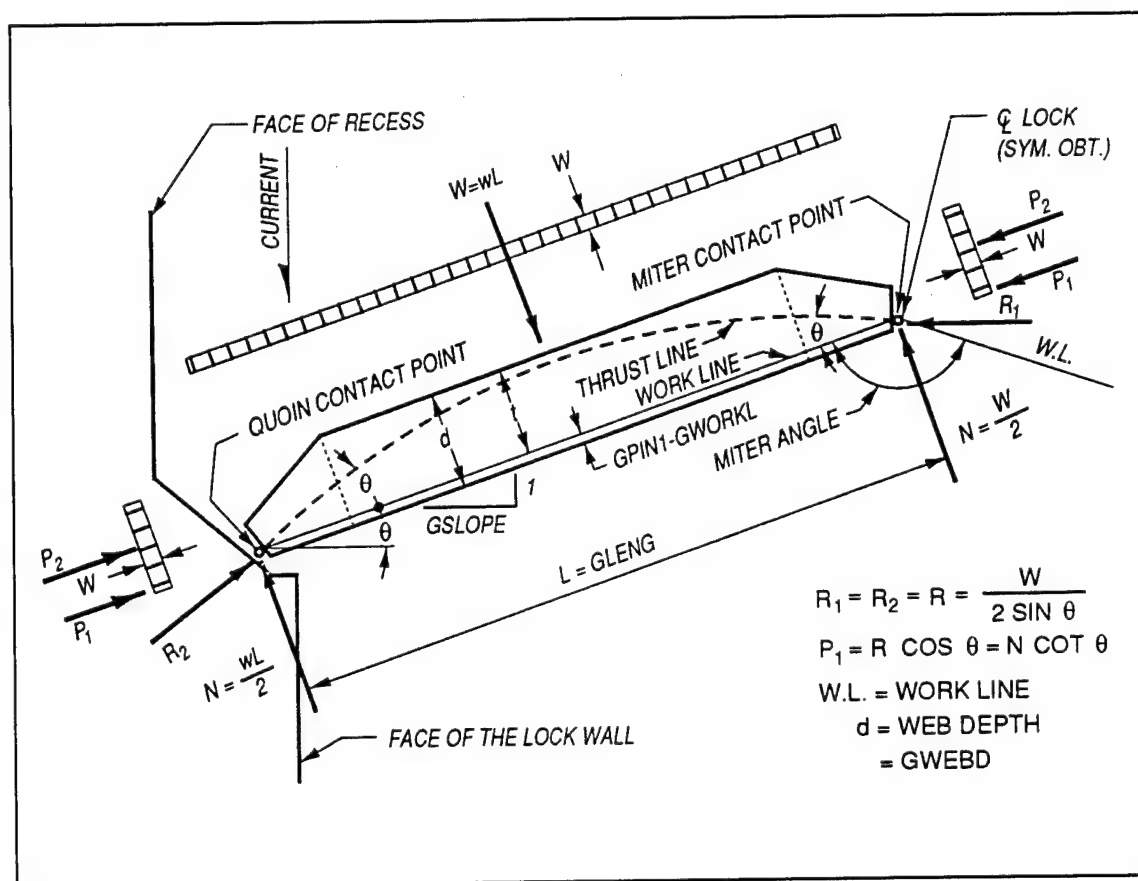 FACE OF RECESS
CURRENT
W=wL
W
MITER CONTACT POINT
℄ LOCK
(SYM. OBT.)
P2
W
P1
R1
W.L.
QUOIN CONTACT POINT
THRUST LINE
WORK LINE
θ
d
t
GPIN1-GWORKL
MITER ANGLE
N = W/2
θ
θ
1
GSLOPE
L = GLENG
P2
W
P1
R2
N = wL/2
FACE OF THE LOCK WALL
R1 = R2 = R = W / 2 SIN θ
P1 = R COS θ = N COT θ
W.L. = WORK LINE
d = WEB DEPTH
= GWEBD